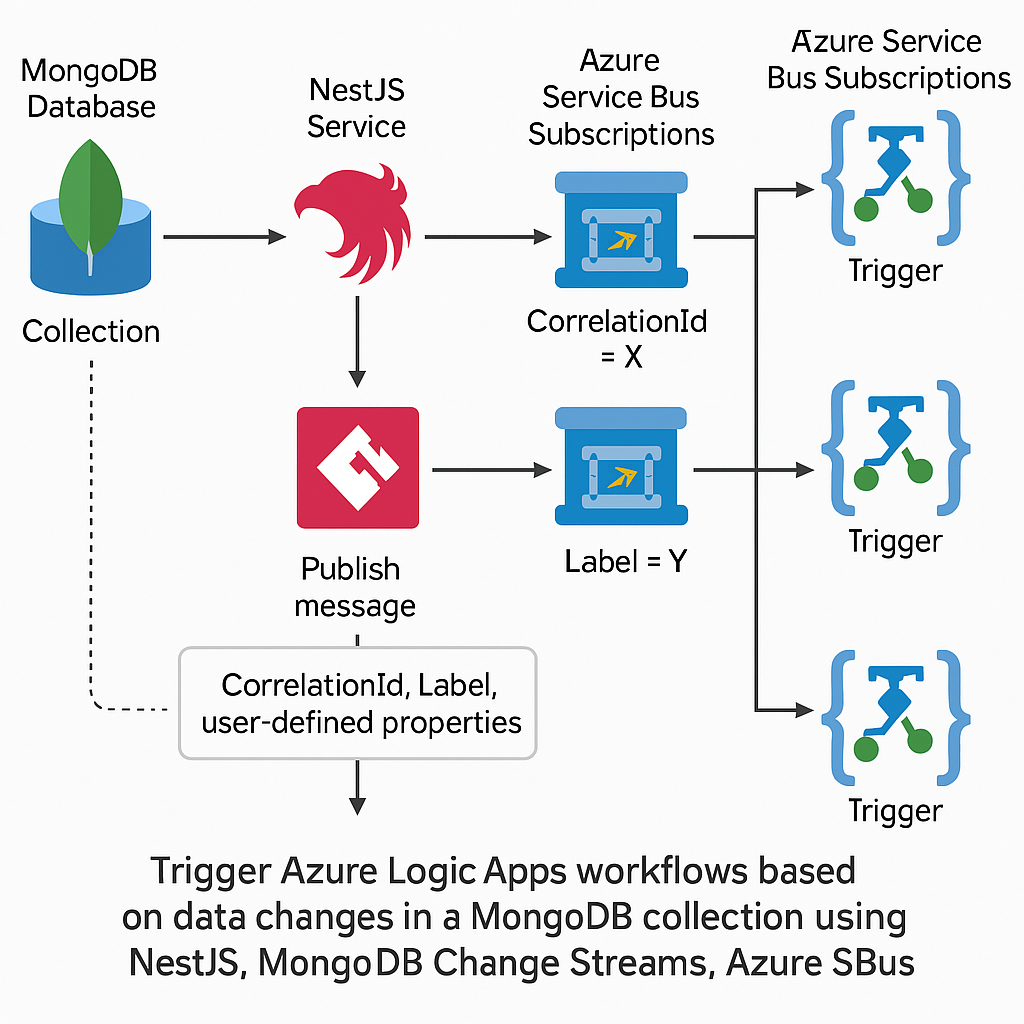 MongoDB
Database
NestJS
Service
Azure
Service Bus
Subscriptions
Azure Service
Bus Subscriptions
Collection
CorrelationId
= X
Trigger
Publish
message
Label = Y
Trigger
CorrelationId, Label,
user-defined properties
Trigger
Trigger Azure Logic Apps workflows based
on data changes in a MongoDB collection using
NestJS, MongoDB Change Streams, Azure SBus